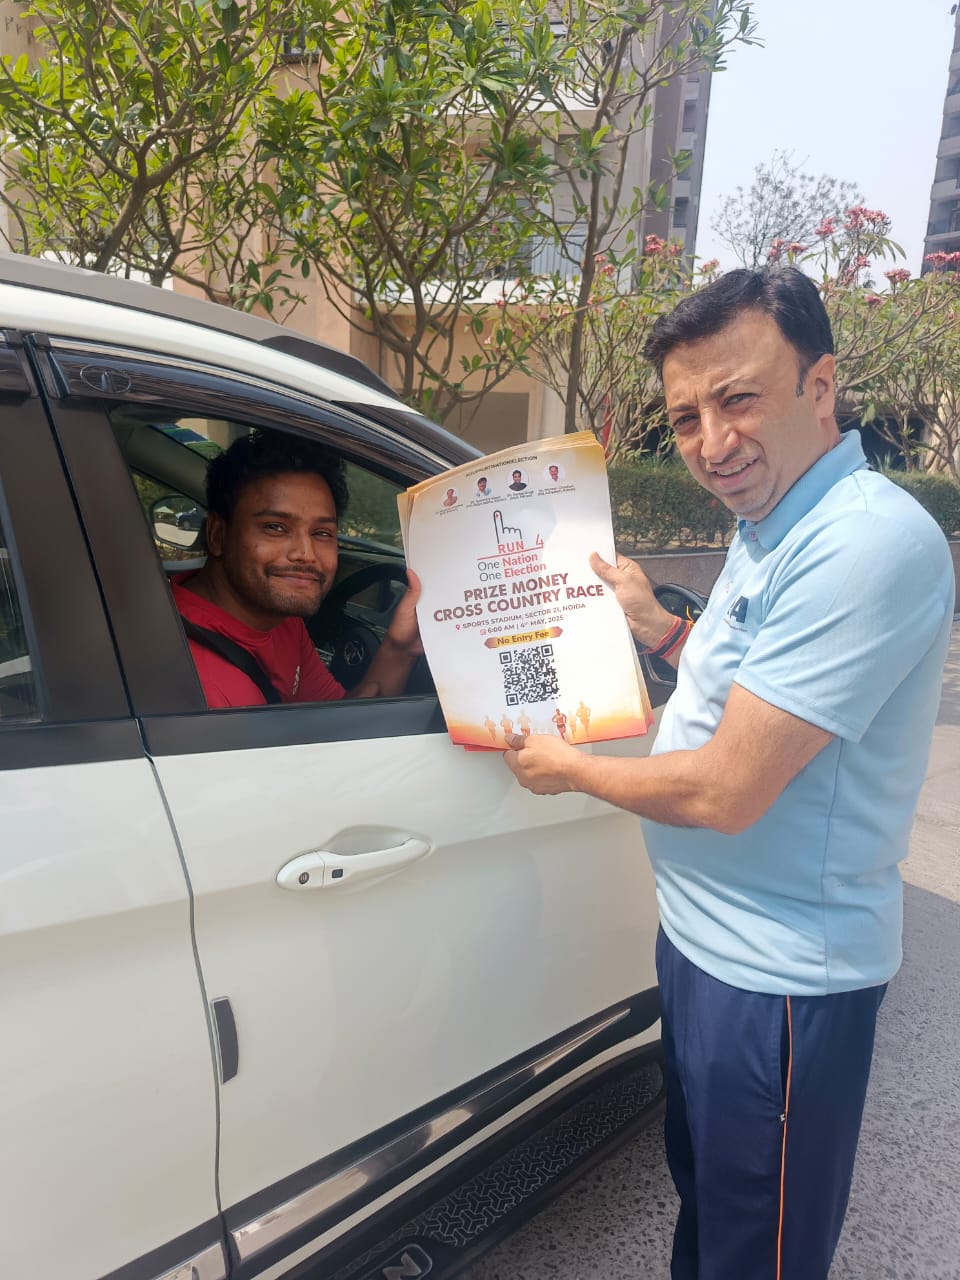 RUN 4
One Nation
One Election
PRIZE MONEY
CROSS COUNTRY RACE
SPORTS STADIUM, SECTOR 21, NOIDA
6:00 AM | 4th MAY, 2025
No Entry Fee